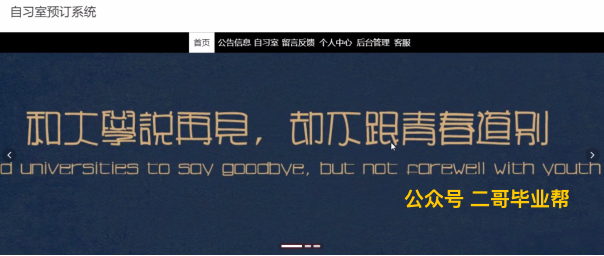 自习室预订系统
首页 公告信息 自习室 留言反馈 个人中心 后台管理 客服
和大學説再見，却不跟青春道别
d universities to say goodbye, but not farewell with youth
公众号 二哥毕业帮